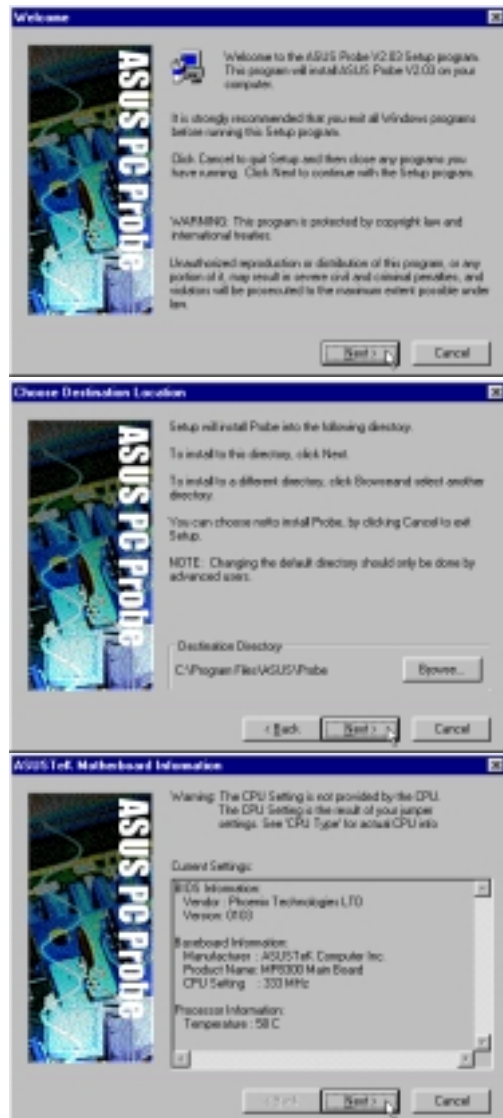 Welcome
ASUS PC Probe
Welcome to the ASUS Probe V2.03 Setup program.
This program will install ASUS Probe V2.03 on your
computer.
It is strongly recommended that you exit all Windows programs
before running this Setup program.
Click Cancel to quit Setup and then close any programs you
have running. Click Next to continue with the Setup program.
WARNING: This program is protected by copyright law and
international treaties.
Unauthorized reproduction or distribution of this program, or any
portion of it, may result in severe civil and criminal penalties, and
violators will be prosecuted to the maximum extent possible under
law.
Next >
Cancel
Choose Destination Location
ASUS PC Probe
Setup will install Probe into the following directory.
To install to this directory, click Next.
To install to a different directory, click Browseand select another
directory.
You can choose notto install Probe, by clicking Cancel to exit
Setup.
NOTE: Changing the default directory should only be done by
advanced users.
Destination Directory
C:\Program Files\ASUS\Probe
Browse...
< Back
Next >
Cancel
ASUSTeK Motherboard Information
ASUS PC Probe
Warning: The CPU Setting is not provided by the CPU.
The CPU Setting is the result of your jumper
settings. See 'CPU Type' for actual CPU info
Current Settings:
BIOS Information:
Vendor : Phoenix Technologies LTD
Version: 0103
Baseboard Information:
Manufacturer : ASUSTeK Computer Inc.
Product Name: Main Board
CPU Setting : 333 MHz
Processor Information:
Temperature : 58 C
< Back
Next >
Cancel